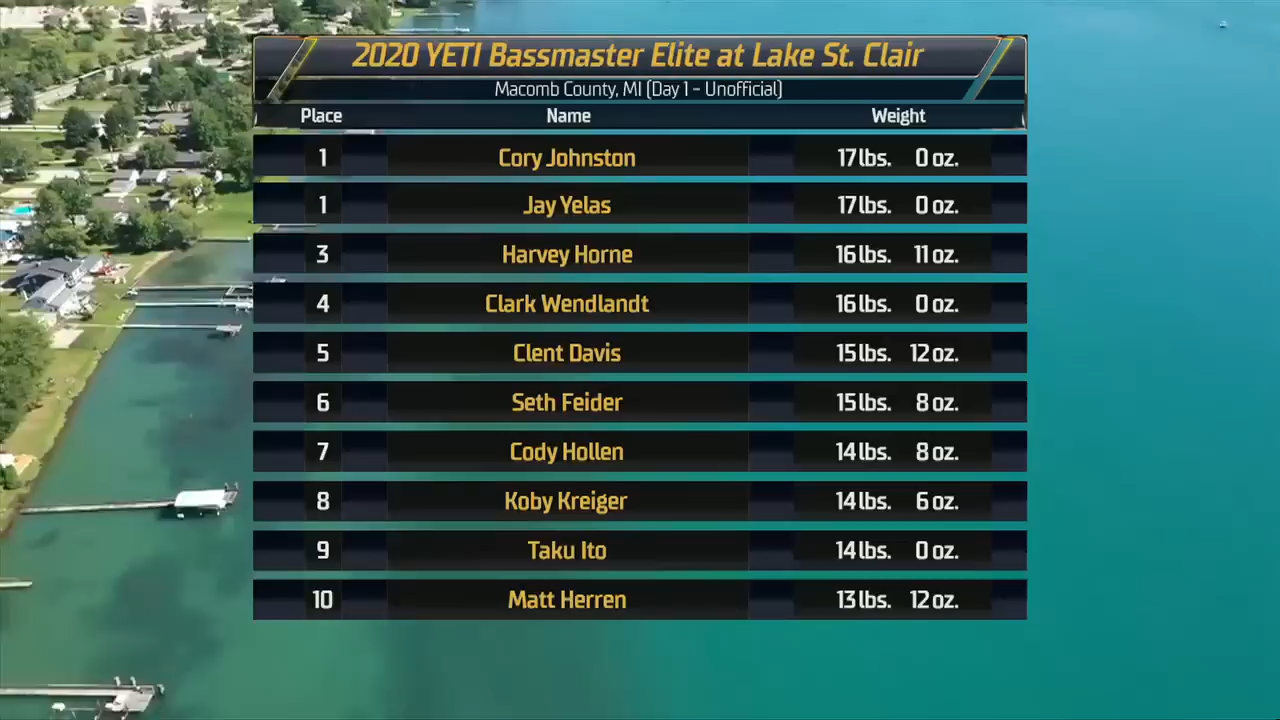 2020 YETI Bassmaster Elite at Lake St. Clair
Macomb County, MI (Day 1 - Unofficial)
Place Name Weight
1 Cory Johnston 17 lbs. 0 oz.
1 Jay Yelas 17 lbs. 0 oz.
3 Harvey Horne 16 lbs. 11 oz.
4 Clark Wendlandt 16 lbs. 0 oz.
5 Clent Davis 15 lbs. 12 oz.
6 Seth Feider 15 lbs. 8 oz.
7 Cody Hollen 14 lbs. 8 oz.
8 Koby Kreiger 14 lbs. 6 oz.
9 Taku Ito 14 lbs. 0 oz.
10 Matt Herren 13 lbs. 12 oz.